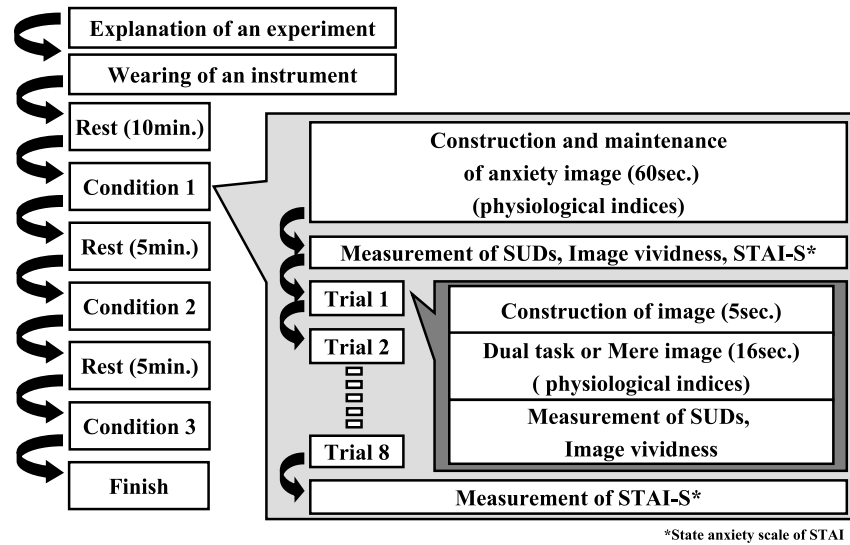 Explanation of an experiment
Wearing of an instrument
Rest (10min.)
Condition 1
Rest (5min.)
Condition 2
Rest (5min.)
Condition 3
Finish
Construction and maintenance
of anxiety image (60sec.)
(physiological indices)
Measurement of SUDs, Image vividness, STAI-S*
Trial 1
Trial 2
Trial 8
Construction of image (5sec.)
Dual task or Mere image (16sec.)
( physiological indices)
Measurement of SUDs,
Image vividness
Measurement of STAI-S*
*State anxiety scale of STAI